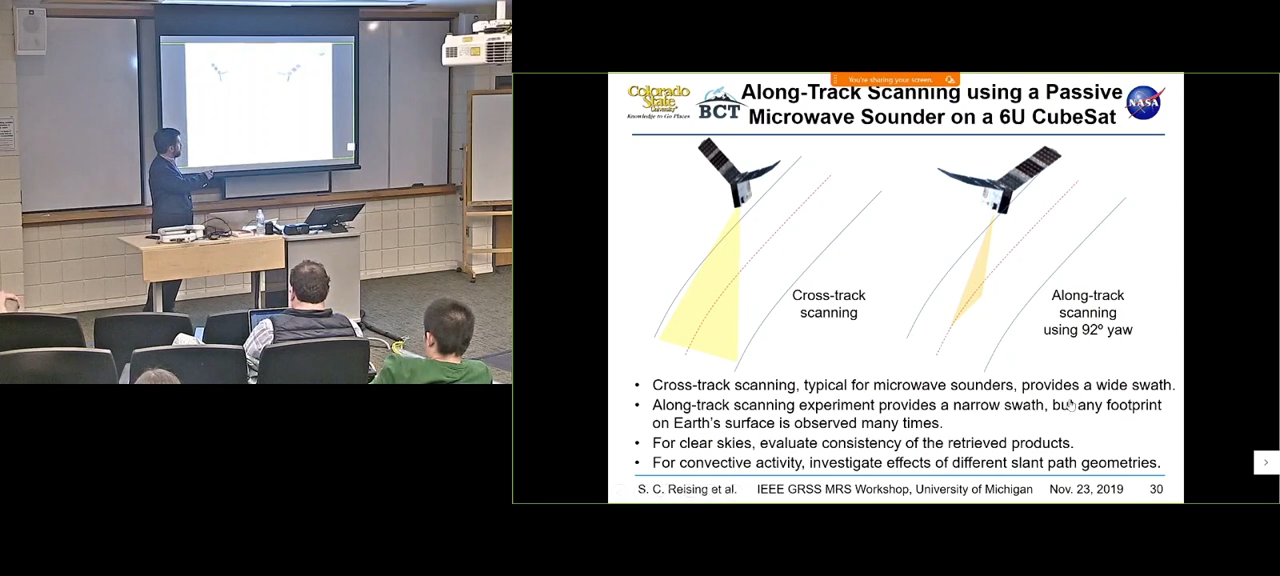 You're sharing your screen.
Colorado
State
University
Knowledge to Go Places
BCT
Along-Track Scanning using a Passive
Microwave Sounder on a 6U CubeSat
NASA
Cross-track
scanning
Along-track
scanning
using 92º yaw
• Cross-track scanning, typical for microwave sounders, provides a wide swath.
• Along-track scanning experiment provides a narrow swath, but any footprint
on Earth's surface is observed many times.
• For clear skies, evaluate consistency of the retrieved products.
• For convective activity, investigate effects of different slant path geometries.
S. C. Reising et al. IEEE GRSS MRS Workshop, University of Michigan Nov. 23, 2019 30